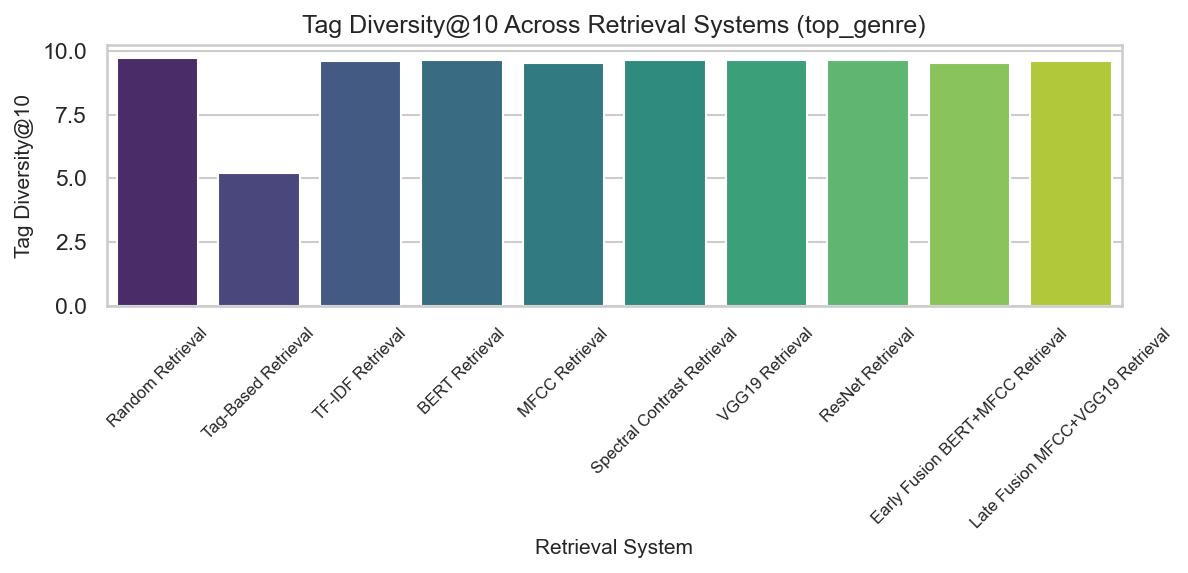 Tag Diversity@10 Across Retrieval Systems (top_genre)
Tag Diversity@10
10.0
7.5
5.0
2.5
0.0
Random Retrieval
Tag-Based Retrieval
TF-IDF Retrieval
BERT Retrieval
MFCC Retrieval
Spectral Contrast Retrieval
VGG19 Retrieval
ResNet Retrieval
Early Fusion BERT+MFCC Retrieval
Late Fusion MFCC+VGG19 Retrieval
Retrieval System